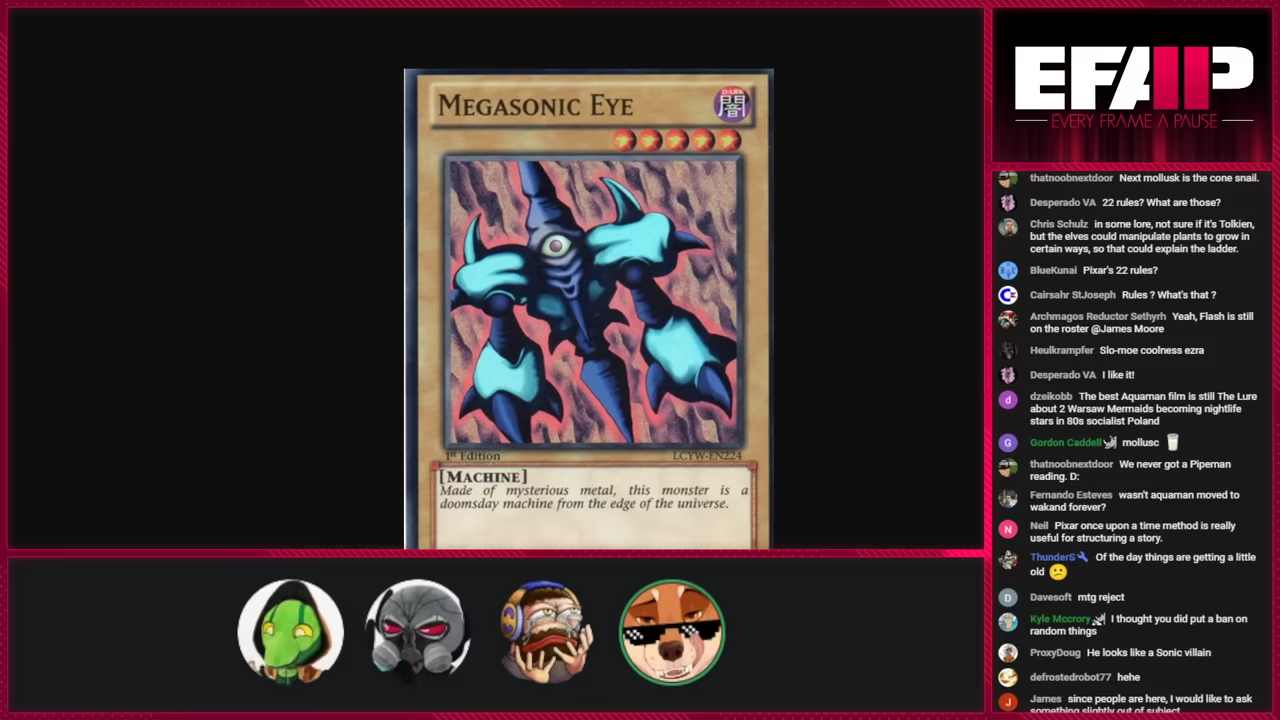 MEGASONIC EYE
DARK
闇
1st Edition
LCYW-EN224
[MACHINE]
Made of mysterious metal, this monster is a
doomsday machine from the edge of the universe.
EFAP
EVERY FRAME A PAUSE
thatnoobnextdoor Next mollusk is the cone snail.
Desperado VA 22 rules? What are those?
Chris Schulz in some lore, not sure if it's Tolkien,
but the elves could manipulate plants to grow in
certain ways, so that could explain the ladder.
BlueKunai Pixar's 22 rules?
Cairsahr StJoseph Rules ? What's that ?
Archmagos Reductor Sethyrh Yeah, Flash is still
on the roster @James Moore
Heulkrampfer Slo-moe coolness ezra
Desperado VA I like it!
d
dzeikobb The best Aquaman film is still The Lure
about 2 Warsaw Mermaids becoming nightlife
stars in 80s socialist Poland
G
Gordon Caddell mollusc
thatnoobnextdoor We never got a Pipeman
reading. D:
Fernando Esteves wasn't aquaman moved to
wakand forever?
N
Neil Pixar once upon a time method is really
useful for structuring a story.
ThunderS Of the day things are getting a little
old
D
Davesoft mtg reject
Kyle Mccrory I thought you did put a ban on
random things
ProxyDoug He looks like a Sonic villain
defrostedrobot77 hehe
J
James since people are here, I would like to ask
something slightly out of subject